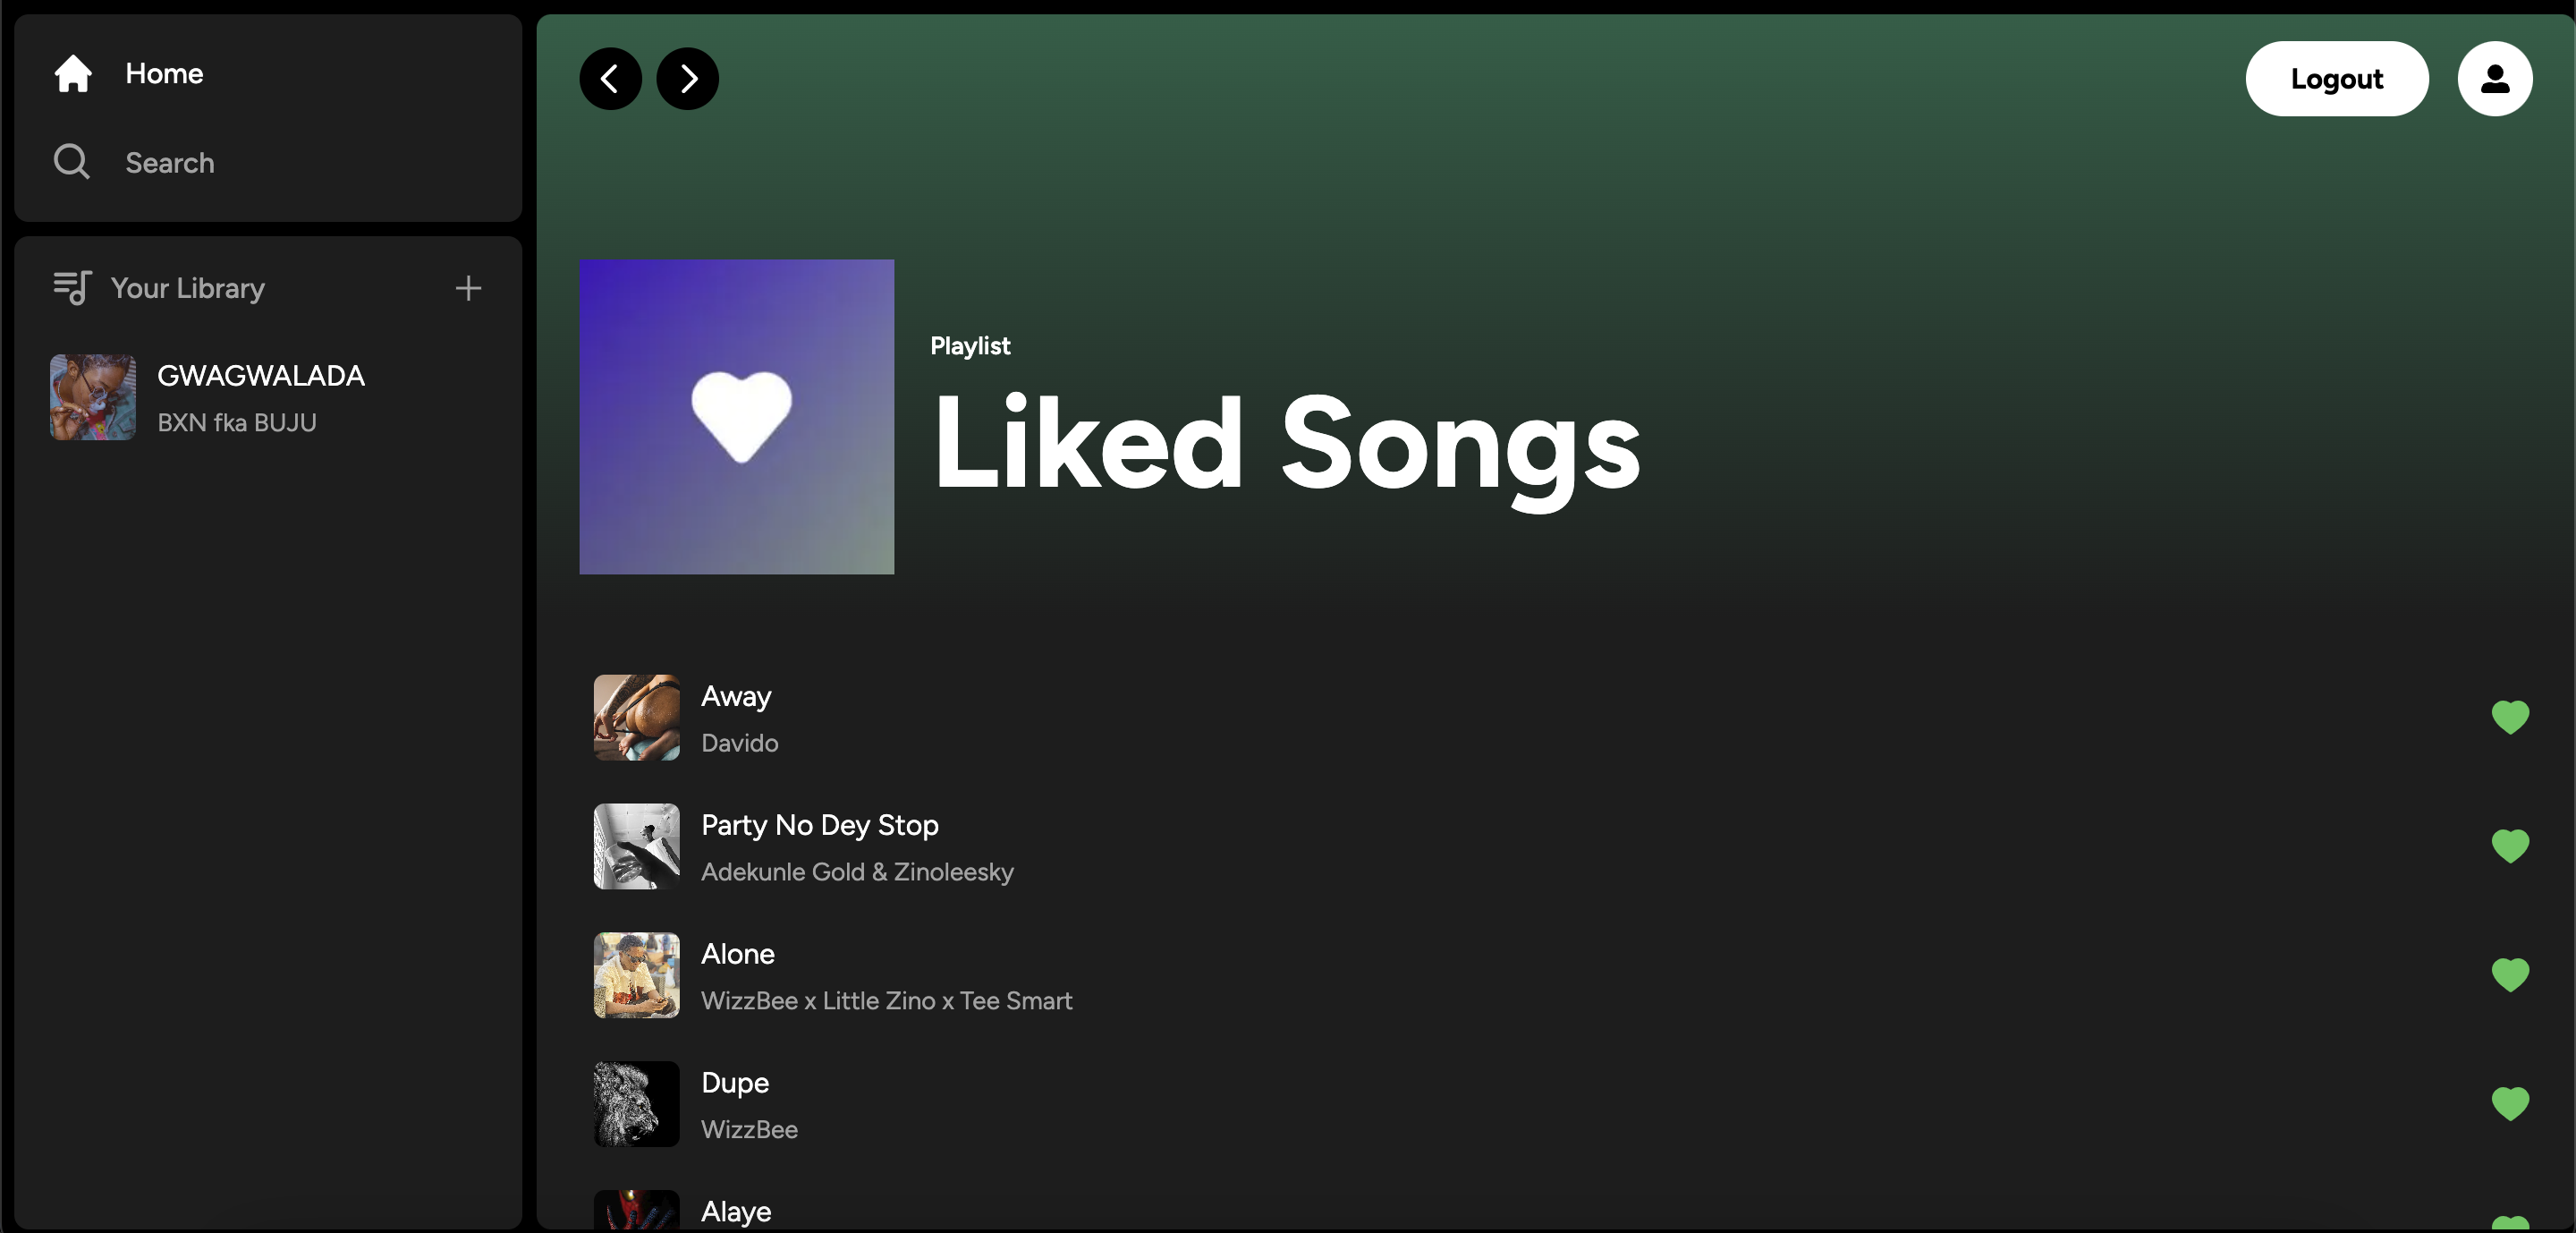 Home
Search
Your Library
GWAGWALADA
BXN fka BUJU
Logout
Playlist
Liked Songs
Away
Davido
Party No Dey Stop
Adekunle Gold & Zinoleesky
Alone
WizzBee x Little Zino x Tee Smart
Dupe
WizzBee
Alaye